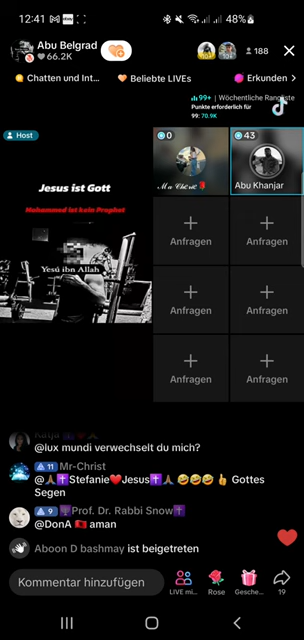 12:41
48%
Abu Belgrad
66.2K
188
Chatten und Int...
Beliebte LIVEs
Erkunden >
99+ | Wöchentliche Rangliste
Punkte erforderlich für
99: 70.9K
Host
Jesus ist Gott
Mohammed ist kein Prophet
Yesú ibn Allah
0
43
Abu Khanjar
+ +
Anfragen Anfragen
+ +
Anfragen Anfragen
+ +
Anfragen Anfragen
@lux mundi verwechselt du mich?
11 Mr-Christ
@🙏🏽✝️Stefanie❤️Jesus✝️🙏🏽 🤣🤣🤣👍 Gottes
Segen
9 🕎Prof. Dr. Rabbi Snow✝️
@DonA 🇦🇱 aman
Aboon D bashmay ist beigetreten
Kommentar hinzufügen
LIVE mi... Rose Gesche... 19